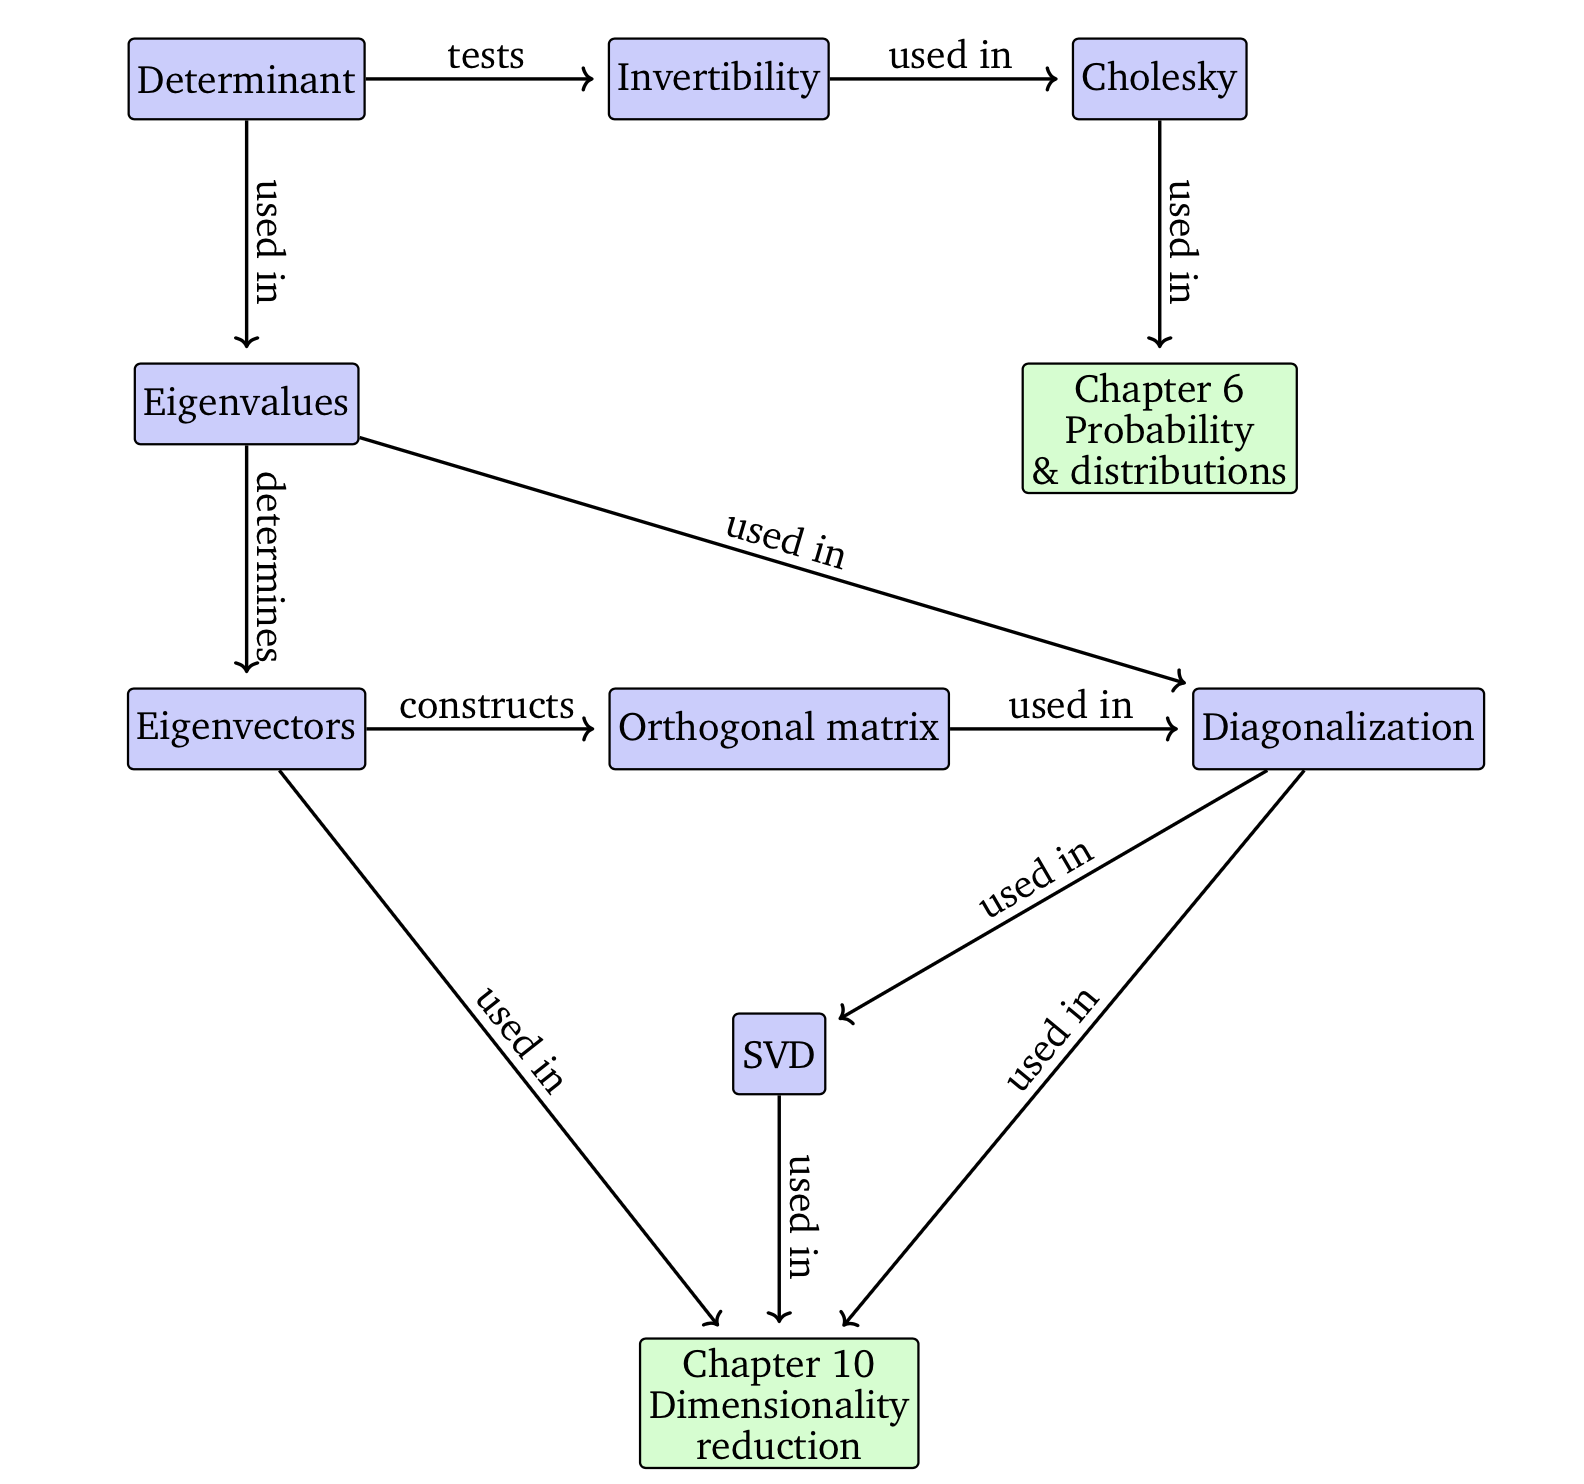 Determinant
tests
Invertibility
used in
Cholesky
used in
used in
Eigenvalues
Chapter 6
Probability
& distributions
determines
used in
Eigenvectors
constructs
Orthogonal matrix
used in
Diagonalization
used in
used in
used in
SVD
used in
Chapter 10
Dimensionality
reduction